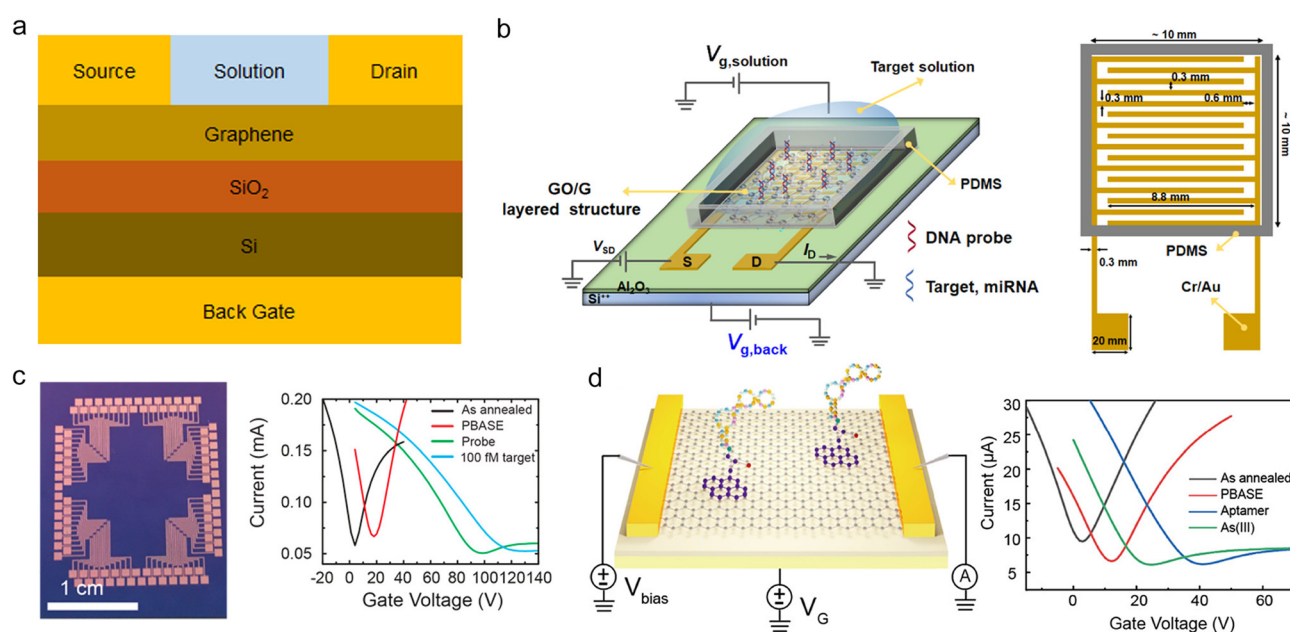 a
Source
Solution
Drain
Graphene
SiO2
Si
Back Gate
b
Vg,solution
Target solution
GO/G
layered structure
PDMS
VSD
S
D
ID
DNA probe
Target, miRNA
Al2O3
Si++
Vg,back
~ 10 mm
0.3 mm
0.3 mm
0.6 mm
~ 10 mm
8.8 mm
PDMS
0.3 mm
Cr/Au
20 mm
c
1 cm
0.20
0.15
0.10
0.05
Current (mA)
As annealed
PBASE
Probe
100 fM target
-20 0 20 40 60 80 100 120 140
Gate Voltage (V)
d
Vbias
VG
A
30
25
20
15
10
5
Current (µA)
As annealed
PBASE
Aptamer
As(III)
0 20 40 60
Gate Voltage (V)